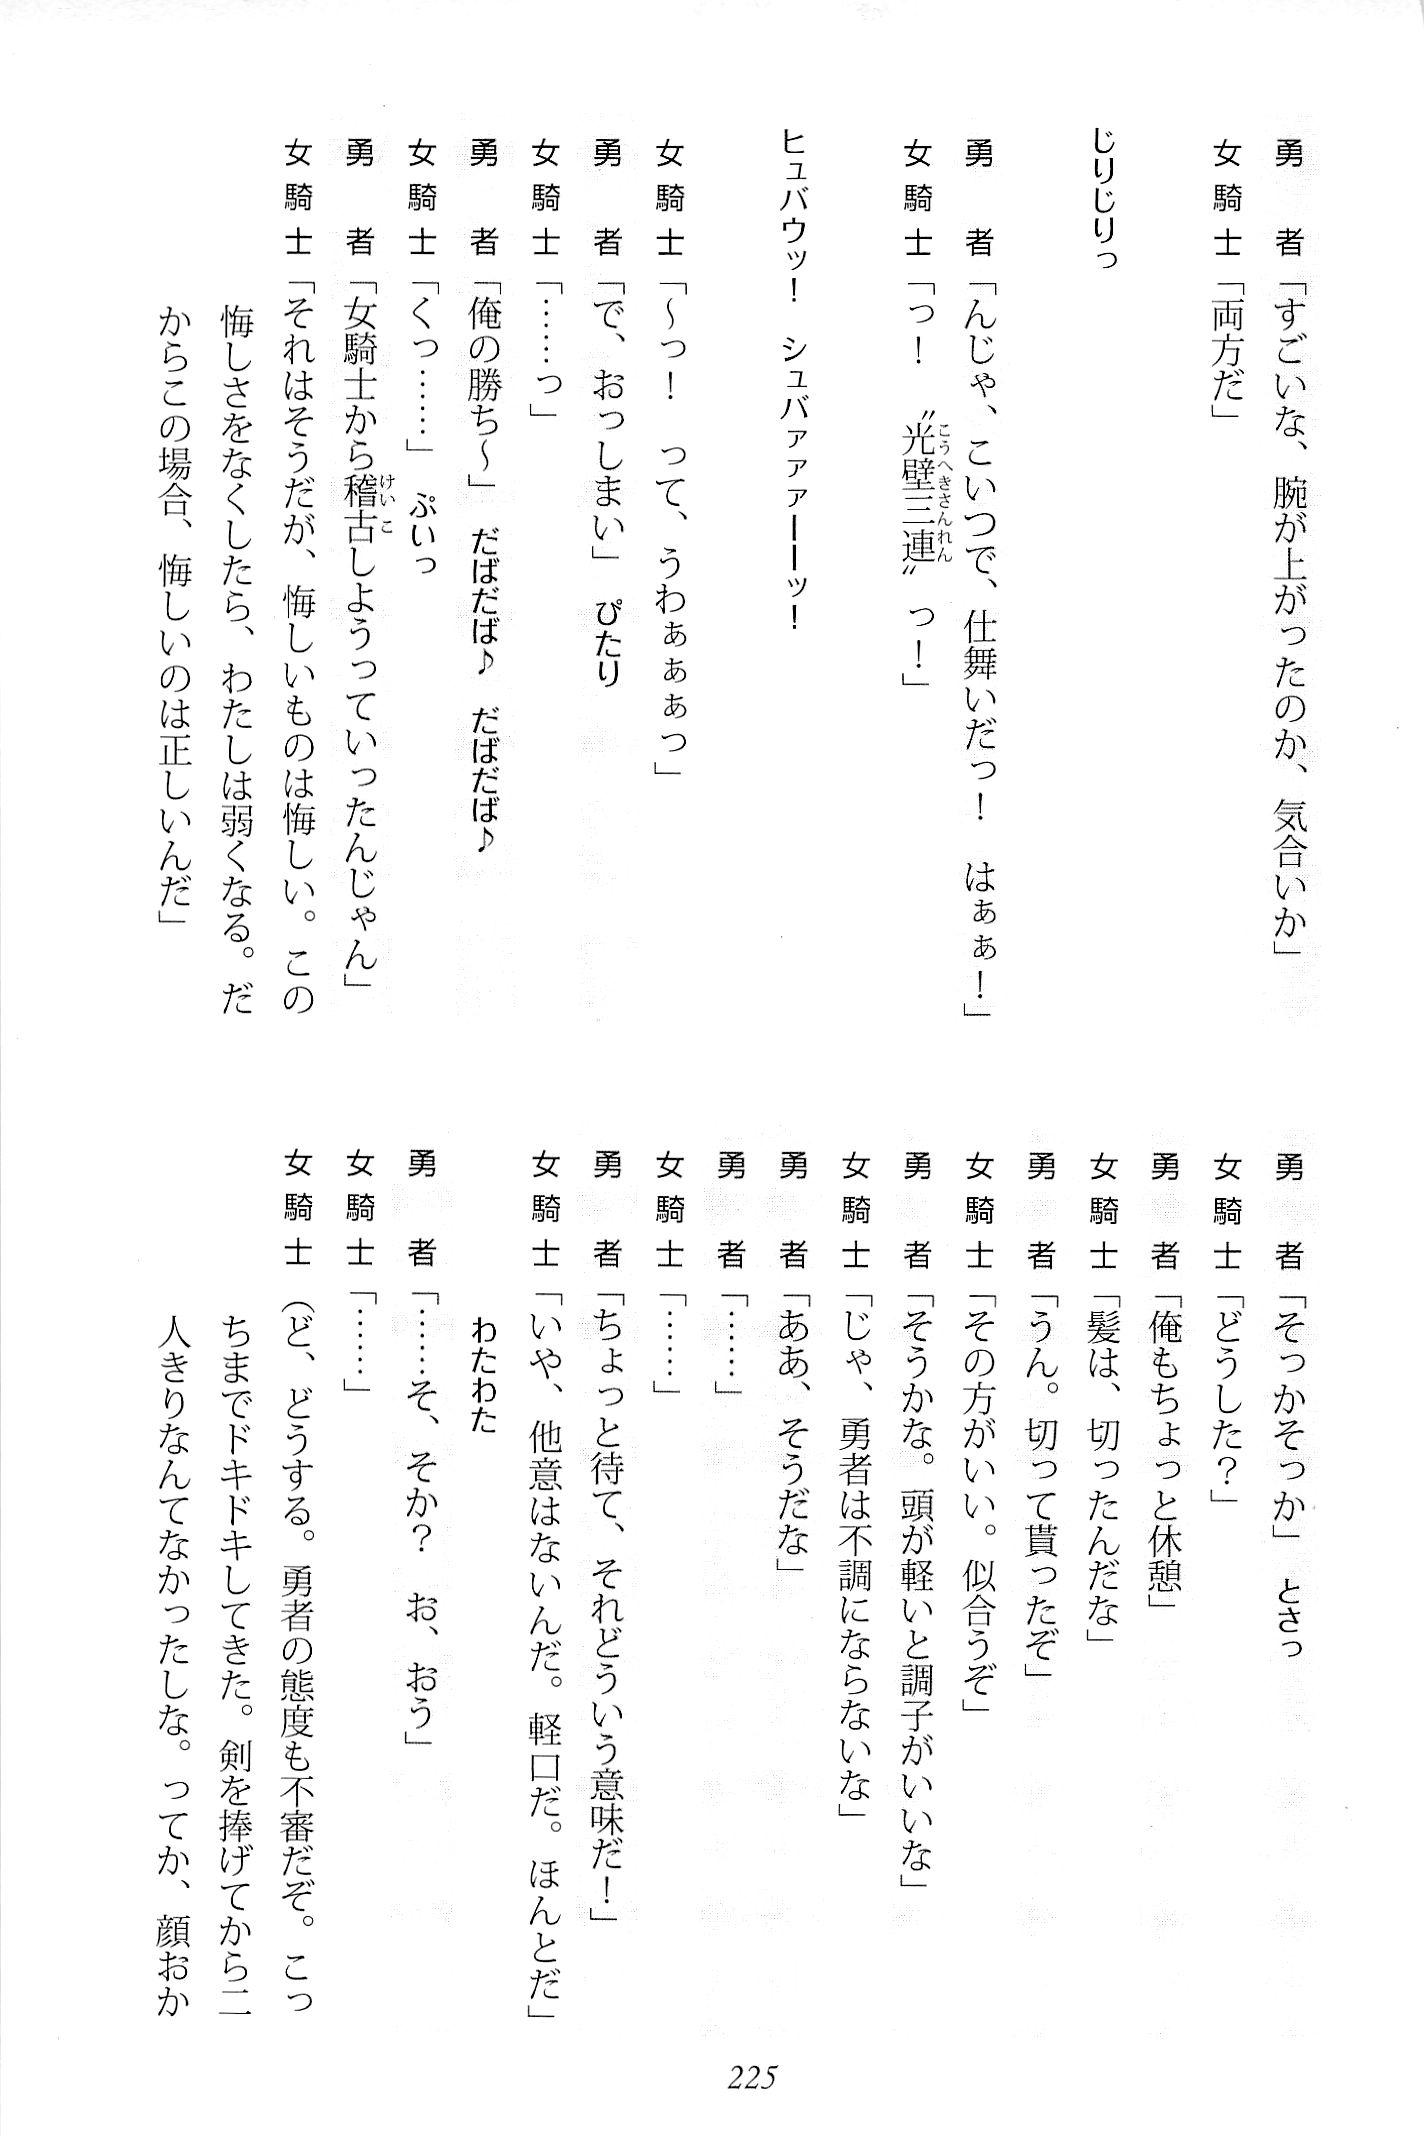 勇者「すごいな、腕が上がったのか、気合いか」
女騎士「両方だ」
じりじりっ
勇者「んじゃ、こいつで、仕舞いだっ！　はぁぁ！」
女騎士「っ！　〝光壁三連〟っ！」
ヒュバウッ！　シュバァァァーーッ！
女騎士「～っ！　って、うわぁぁぁっ」
勇者「で、おっしまい」　ぴたり
女騎士「……っ」
勇者「俺の勝ち～」　だばだば♪　だばだば♪
女騎士「くっ……」　ぷいっ
勇者「女騎士から稽古しようっていったんじゃん」
女騎士「それはそうだが、悔しいものは悔しい。この
悔しさをなくしたら、わたしは弱くなる。だ
からこの場合、悔しいのは正しいんだ」
勇者「そっかそっか」　とさっ
女騎士「どうした？」
勇者「俺もちょっと休憩」
女騎士「髪は、切ったんだな」
勇者「うん。切って貰ったぞ」
女騎士「その方がいい。似合うぞ」
勇者「そうかな。頭が軽いと調子がいいな」
女騎士「じゃ、勇者は不調にならないな」
勇者「ああ、そうだな」
勇者「……」
女騎士「……」
勇者「ちょっと待て、それどういう意味だ！」
女騎士「いや、他意はないんだ。軽口だ。ほんとだ」
わたわた
勇者「……そ、そか？　お、おう」
女騎士「……」
女騎士（ど、どうする。勇者の態度も不審だぞ。こっ
ちまでドキドキしてきた。剣を捧げてから二
人きりなんてなかったしな。ってか、顔おか
225